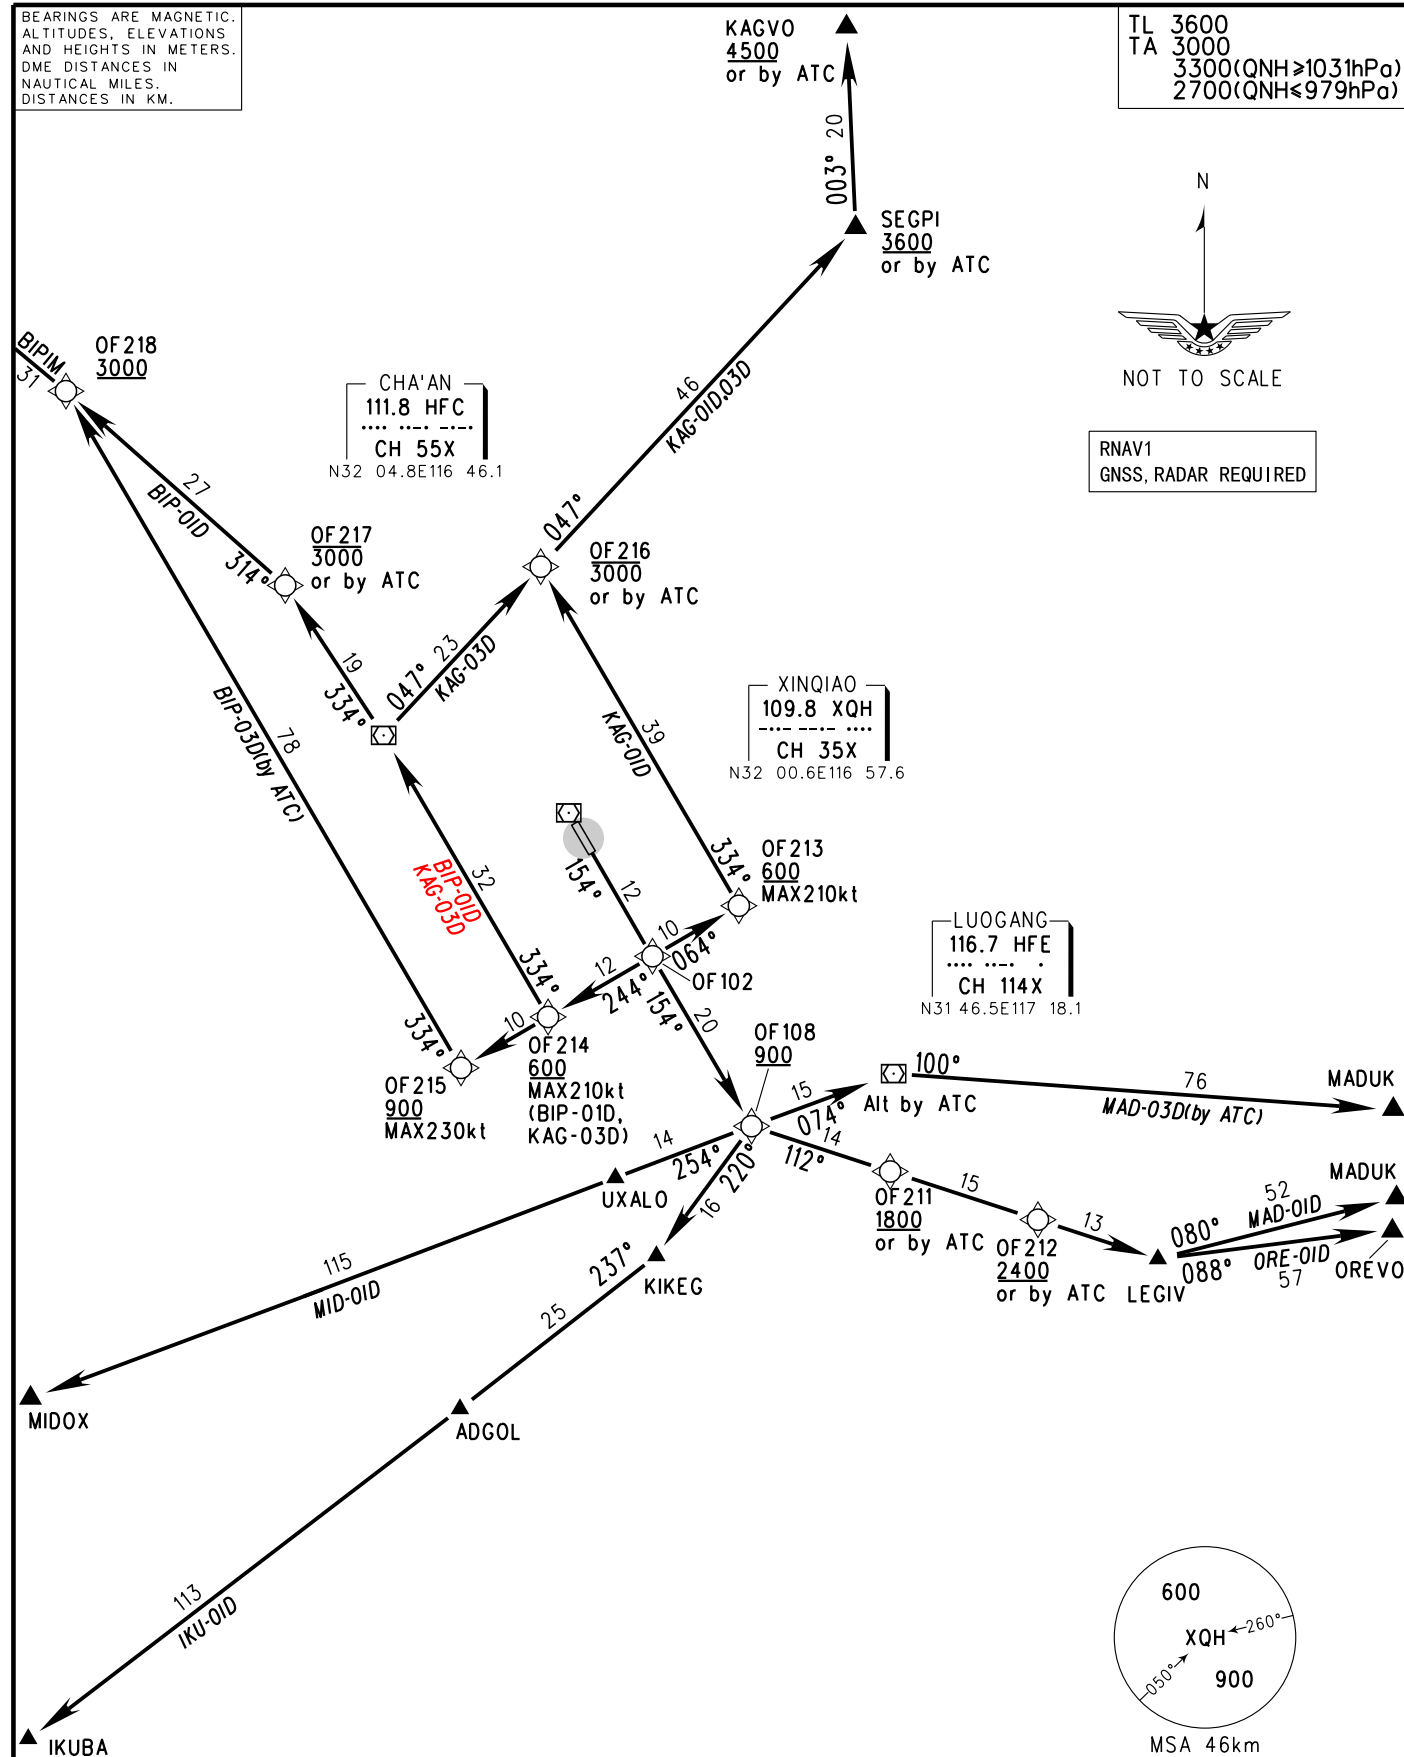 BEARINGS ARE MAGNETIC.
ALTITUDES, ELEVATIONS
AND HEIGHTS IN METERS.
DME DISTANCES IN
NAUTICAL MILES.
DISTANCES IN KM.
KAGVO
4500
or by ATC
TL 3600
TA 3000
3300(QNH≥1031hPa)
2700(QNH≤979hPa)
003° 20
SEGPI
3600
or by ATC
N
NOT TO SCALE
RNAV1
GNSS, RADAR REQUIRED
BIPIM
31
OF218
3000
CHA'AN
111.8 HFC
.... ..-. -.-.
CH 55X
N32 04.8E116 46.1
46
KAG-01D,03D
27
BIP-01D
314°
OF217
3000
or by ATC
047°
OF216
3000
or by ATC
19
334°
047° 23
KAG-03D
78
BIP-03D(by ATC)
39
KAG-01D
XINQIAO
109.8 XQH
-..- --.- ....
CH 35X
N32 00.6E116 57.6
32
BIP-01D
KAG-03D
334°
154°
12
334°
OF213
600
MAX210kt
10
064°
OF102
12
244°
154°
20
LUOGANG
116.7 HFE
.... ..-. .
CH 114X
N31 46.5E117 18.1
334°
10
OF215
900
MAX230kt
OF214
600
MAX210kt
(BIP-01D,
KAG-03D)
OF108
900
15
074°
Alt by ATC
100°
76
MAD-03D(by ATC)
MADUK
14
254°
UXALO
220°
16
14
112°
OF211
1800
or by ATC
15
OF212
2400
or by ATC
13
LEGIV
080°
52
MAD-01D
MADUK
088°
ORE-01D
57
OREVO
115
MID-01D
MIDOX
237°
KIKEG
25
ADGOL
113
IKU-01D
IKUBA
600
XQH
260°
050°
900
MSA 46km